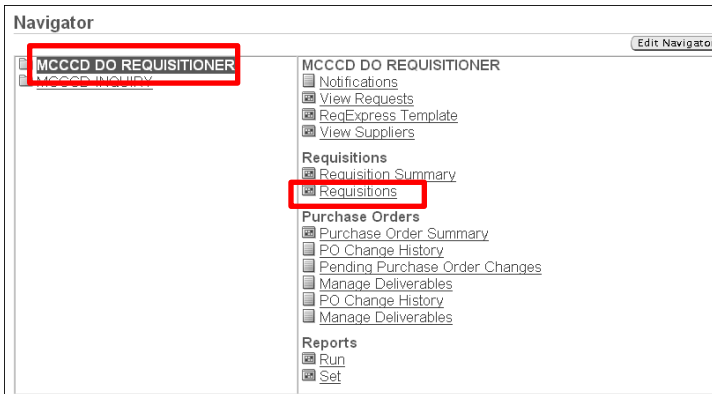 Navigator
Edit Navigator
MCCCD DO REQUISITIONER
MCCCD INQUIRY
MCCCD DO REQUISITIONER
Notifications
View Requests
ReqExpress Template
View Suppliers
Requisitions
Requisition Summary
Requisitions
Purchase Orders
Purchase Order Summary
PO Change History
Pending Purchase Order Changes
Manage Deliverables
PO Change History
Manage Deliverables
Reports
Run
Set